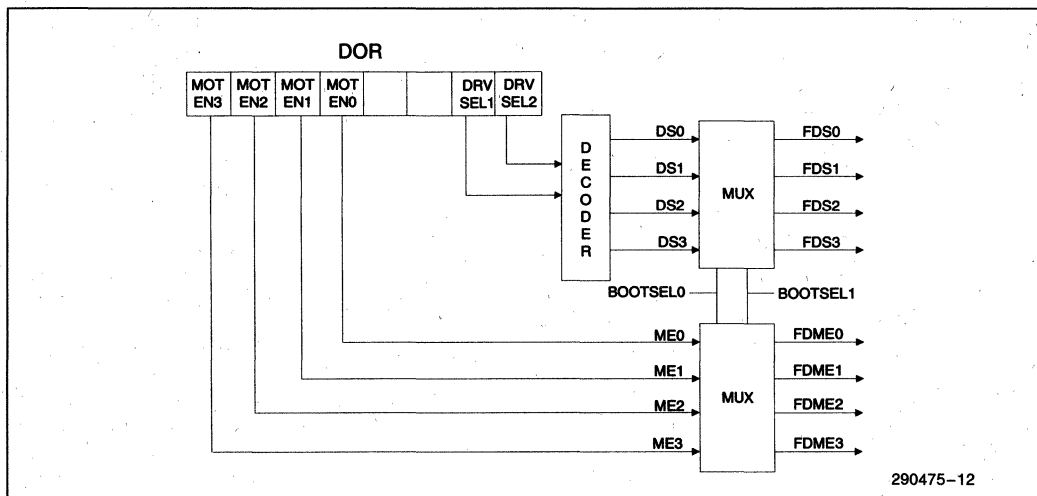 DOR
MOT EN3
MOT EN2
MOT EN1
MOT EN0
DRV SEL1
DRV SEL2
DECODER
DS0
DS1
DS2
DS3
MUX
FDS0
FDS1
FDS2
FDS3
BOOTSEL0
BOOTSEL1
ME0
ME1
ME2
ME3
MUX
FDME0
FDME1
FDME2
FDME3
290475-12